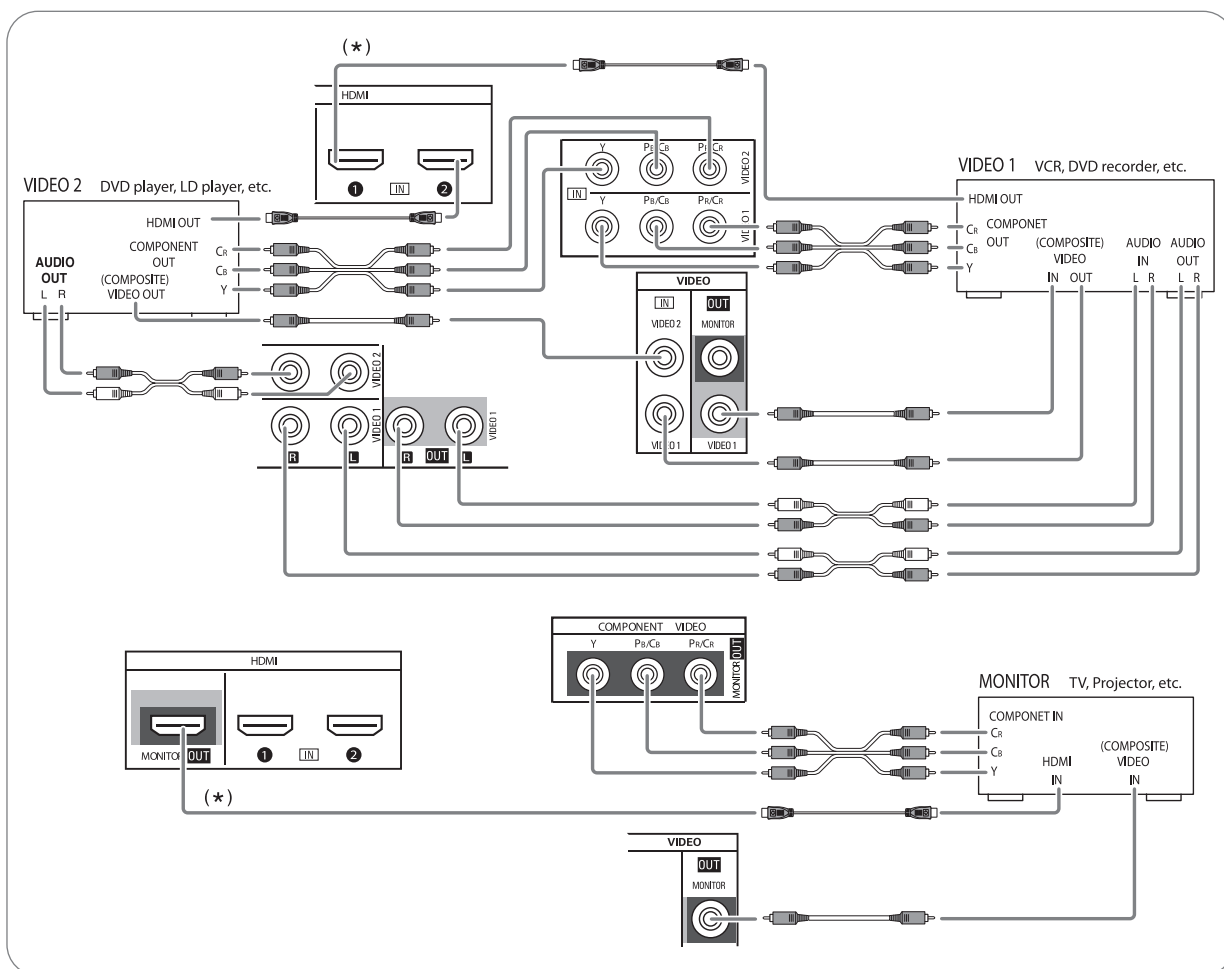 (*)
HDMI
1 IN 2
VIDEO 2 DVD player, LD player, etc.
HDMI OUT
COMPONENT
OUT
CR
CB
Y
AUDIO
OUT
L R
(COMPOSITE)
VIDEO OUT
Y PB/CB PR/CR
VIDEO 2
IN
Y PB/CB PR/CR
VIDEO 1
VIDEO 1 VCR, DVD recorder, etc.
HDMI OUT
CR
CB
Y
COMPONET
OUT
(COMPOSITE)
VIDEO
IN OUT
AUDIO
IN
L R
AUDIO
OUT
L R
VIDEO
IN OUT
VIDEO 2 MONITOR
VIDEO 1 VIDEO 1
VIDEO 2
VIDEO 1
VIDEO 1
R L R OUT L
HDMI
MONITOR OUT 1 IN 2
(*)
COMPONENT VIDEO
Y PB/CB PR/CR
MONITOR OUT
MONITOR TV, Projector, etc.
COMPONET IN
CR
CB
Y
HDMI
IN
(COMPOSITE)
VIDEO
IN
VIDEO
OUT
MONITOR